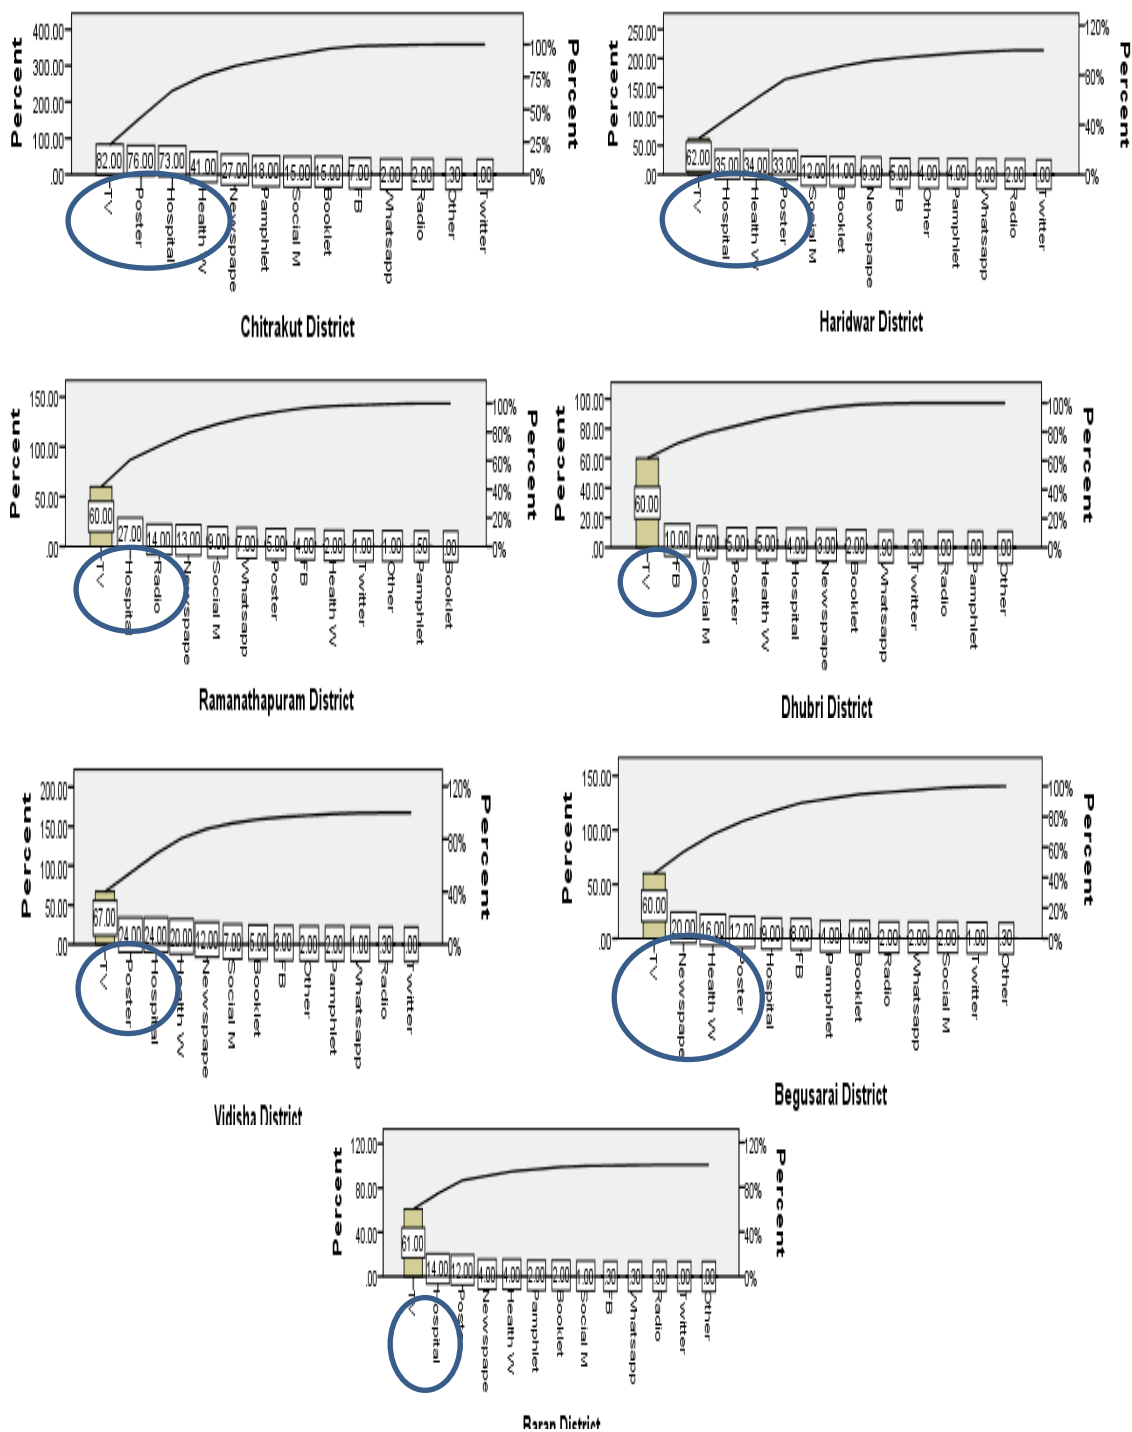 400.00
300.00
200.00
100.00
.00
Percent
100%
75%
50%
25%
0%
Percent
82.00 76.00 73.00 41.00 27.00 18.00 15.00 15.00 7.00 2.00 2.00 .30 .00
TV Poster Hospital Health W Newspape Pamphlet Social M Booklet FB Whatsapp Radio Other Twitter
Chitrakut District
250.00
200.00
150.00
100.00
50.00
.00
Percent
120%
80%
40%
0%
Percent
62.00 35.00 34.00 33.00 12.00 11.00 9.00 5.00 4.00 4.00 3.00 2.00 .00
TV Hospital Health W Poster Social M Booklet Newspape FB Other Pamphlet Whatsapp Radio Twitter
Haridwar District
150.00
100.00
50.00
.00
Percent
100%
80%
60%
40%
20%
0%
Percent
60.00 27.00 14.00 13.00 9.00 7.00 5.00 4.00 2.00 1.00 1.00 .50 .00
TV Hospital Radio Newspape Social M Whatsapp Poster FB Health W Twitter Other Pamphlet Booklet
Ramanathapuram District
100.00
80.00
60.00
40.00
20.00
.00
Percent
100%
80%
60%
40%
20%
0%
Percent
60.00 10.00 7.00 5.00 5.00 4.00 3.00 2.00 .30 .00 .00 .00
TV FB Social M Poster Health W Hospital Newspape Booklet Whatsapp Twitter Radio Pamphlet Other
Dhubri District
200.00
150.00
100.00
50.00
.00
Percent
120%
80%
40%
0%
Percent
67.00 24.00 24.00 20.00 12.00 7.00 5.00 3.00 2.00 2.00 1.00 .30 .00
TV Poster Hospital Health W Newspape Social M Booklet FB Other Pamphlet Whatsapp Radio Twitter
Vidisha District
150.00
100.00
50.00
.00
Percent
100%
80%
60%
40%
20%
0%
Percent
60.00 20.00 16.00 12.00 9.00 8.00 4.00 4.00 2.00 2.00 2.00 1.00 .30
TV Newspape Health W Poster Hospital FB Pamphlet Booklet Radio Whatsapp Social M Twitter Other
Begusarai District
120.00
80.00
40.00
.00
Percent
120%
80%
40%
0%
Percent
61.00 14.00 12.00 4.00 4.00 2.00 2.00 1.00 .30 .30 .30 .00 .00
TV Hospital Poster Newspape Health W Pamphlet Booklet Social M FB Whatsapp Radio Twitter Other
Baran District